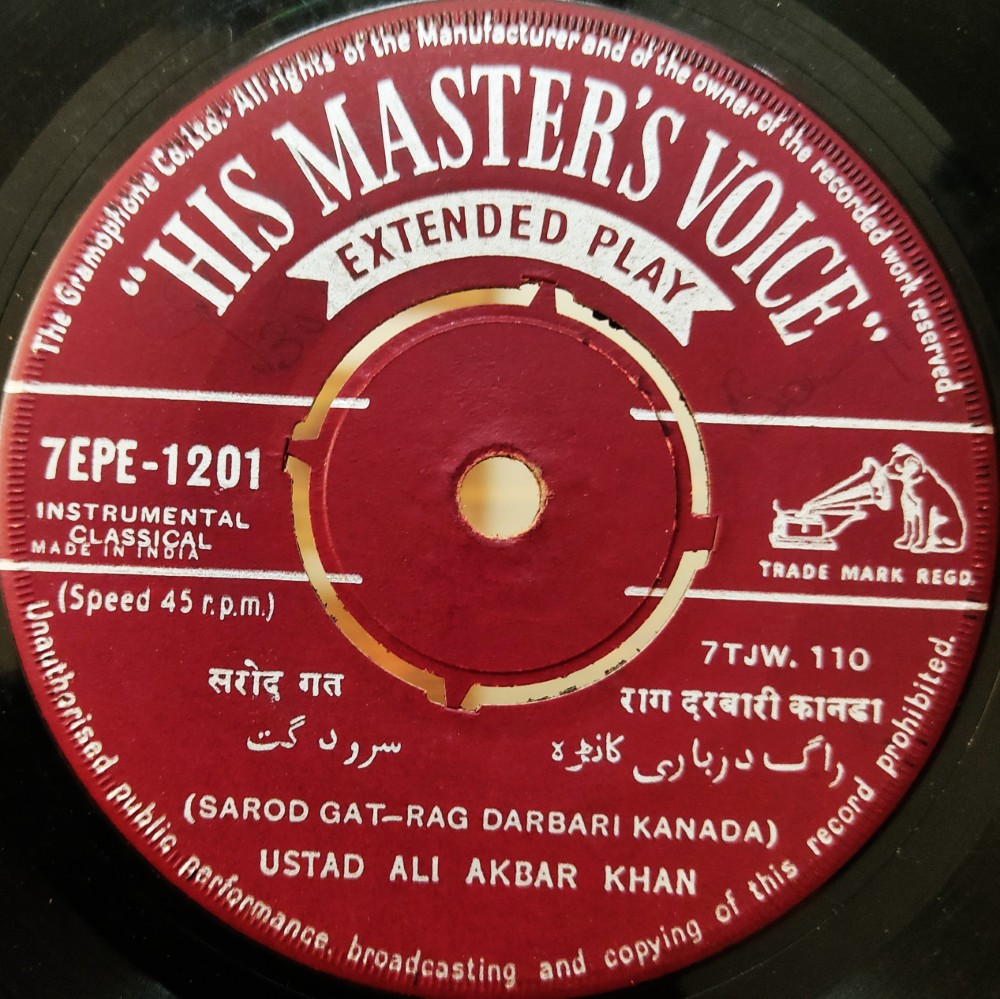 The Gramophone Co., Ltd. All rights of the Manufacturer and of the owner of the recorded work reserved.
“HIS MASTER'S VOICE”
EXTENDED PLAY
7EPE-1201
INSTRUMENTAL
CLASSICAL
MADE IN INDIA
TRADE MARK REGD.
(Speed 45 r.p.m.)
7TJW. 110
सरोद गत
राग दरबारी कानडा
سرود گت
راگ درباری کانڑہ
(SAROD GAT–RAG DARBARI KANADA)
USTAD ALI AKBAR KHAN
Unauthorised public performance, broadcasting and copying of this record prohibited.